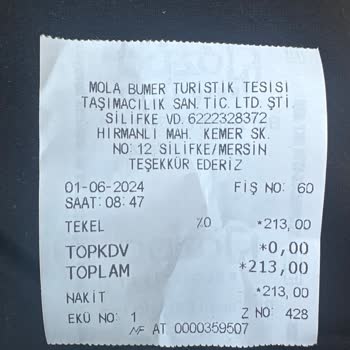 MOLA BUMER TURİSTİK TESİSİ
TAŞIMACILIK SAN. TİC. LTD. ŞTİ.
SİLİFKE VD. 6222328372
HIRMANLI MAH. KEMER SK.
NO: 12 SİLİFKE/MERSİN
TEŞEKKÜR EDERİZ
01-06-2024 FİŞ NO: 60
SAAT: 08:47
TEKEL %0 *213,00
TOPKDV *0,00
TOPLAM *213,00
NAKİT *213,00
EKÜ NO: 1 Z NO: 428
MF AT 0000359507